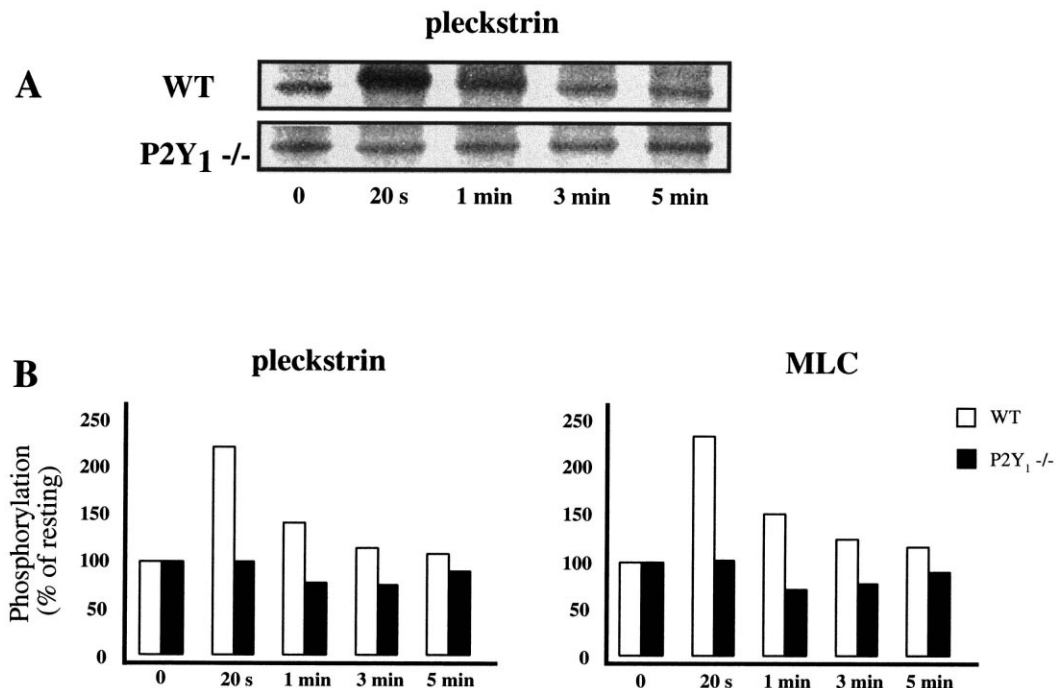 pleckstrin
A
WT
P2Y1 -/-
0 20 s 1 min 3 min 5 min
B
pleckstrin
MLC
Phosphorylation
(% of resting)
250
200
150
100
50
0
0 20 s 1 min 3 min 5 min
250
200
150
100
50
0
0 20 s 1 min 3 min 5 min
WT
P2Y1 -/-